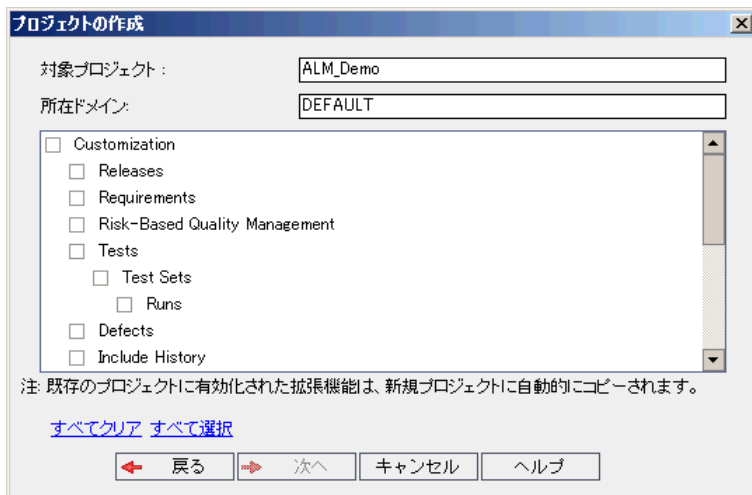 プロジェクトの作成
対象プロジェクト:
ALM_Demo
所在ドメイン:
DEFAULT
Customization
Releases
Requirements
Risk-Based Quality Management
Tests
Test Sets
Runs
Defects
Include History
注: 既存のプロジェクトに有効化された拡張機能は、新規プロジェクトに自動的にコピーされます。
すべてクリア すべて選択
戻る 次へ キャンセル ヘルプ